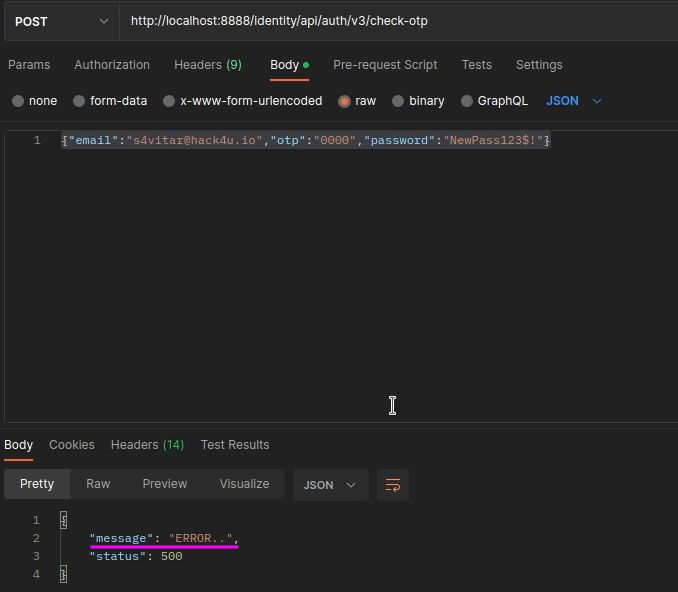 POST http://localhost:8888/identity/api/auth/v3/check-otp
Params Authorization Headers (9) Body Pre-request Script Tests Settings
none form-data x-www-form-urlencoded raw binary GraphQL JSON
1 {"email":"s4vitar@hack4u.io","otp":"0000","password":"NewPass123$!"}
Body Cookies Headers (14) Test Results
Pretty Raw Preview Visualize JSON
1 {
2 "message": "ERROR..",
3 "status": 500
4 }